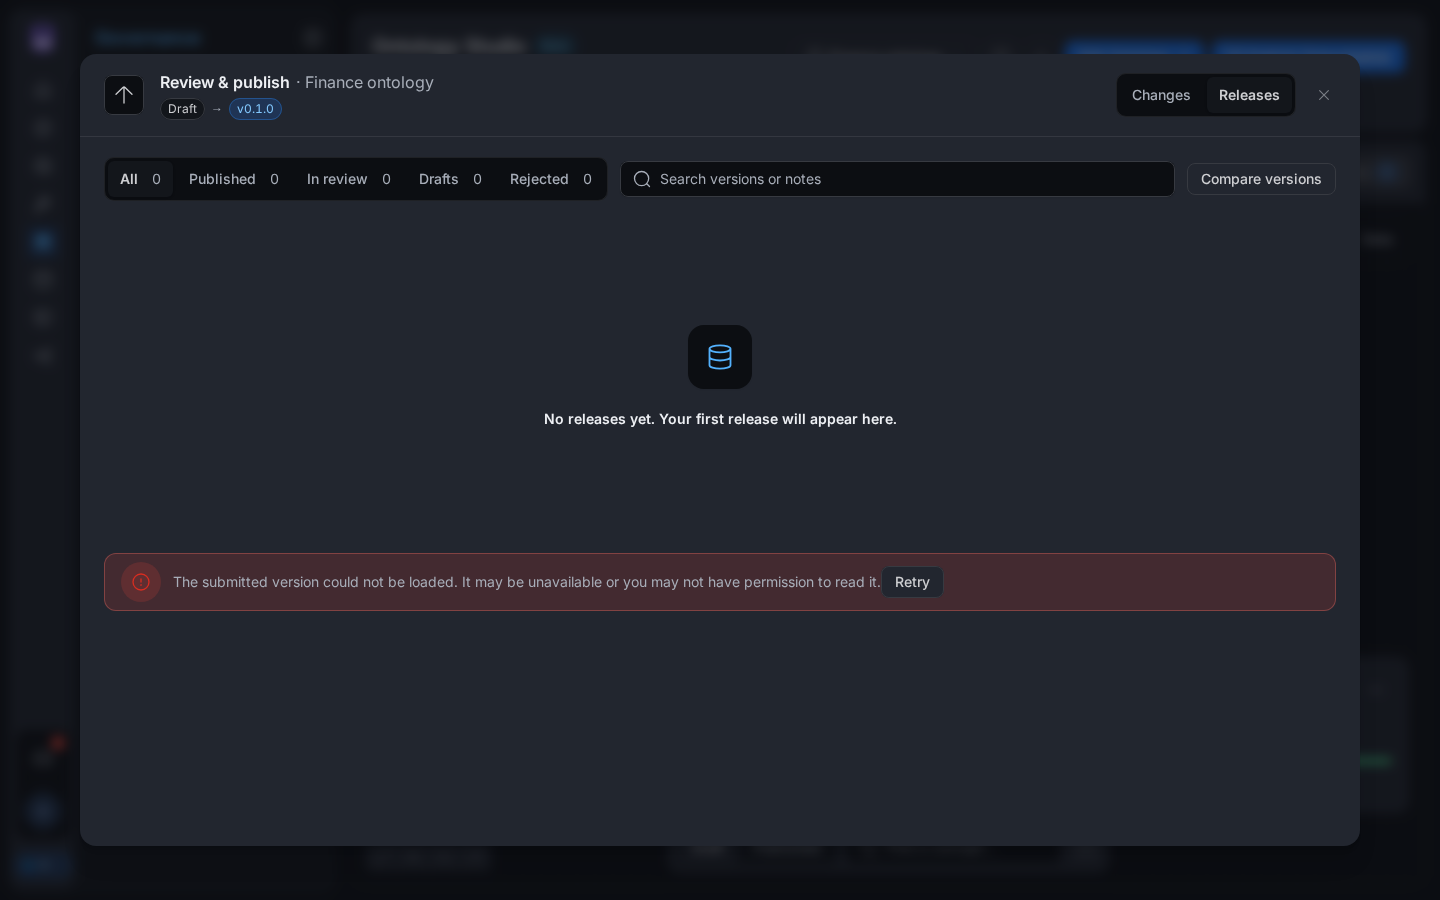 Review & publish · Finance ontology
Draft → v0.1.0
Changes Releases
All 0 Published 0 In review 0 Drafts 0 Rejected 0
Search versions or notes
Compare versions
No releases yet. Your first release will appear here.
The submitted version could not be loaded. It may be unavailable or you may not have permission to read it. Retry